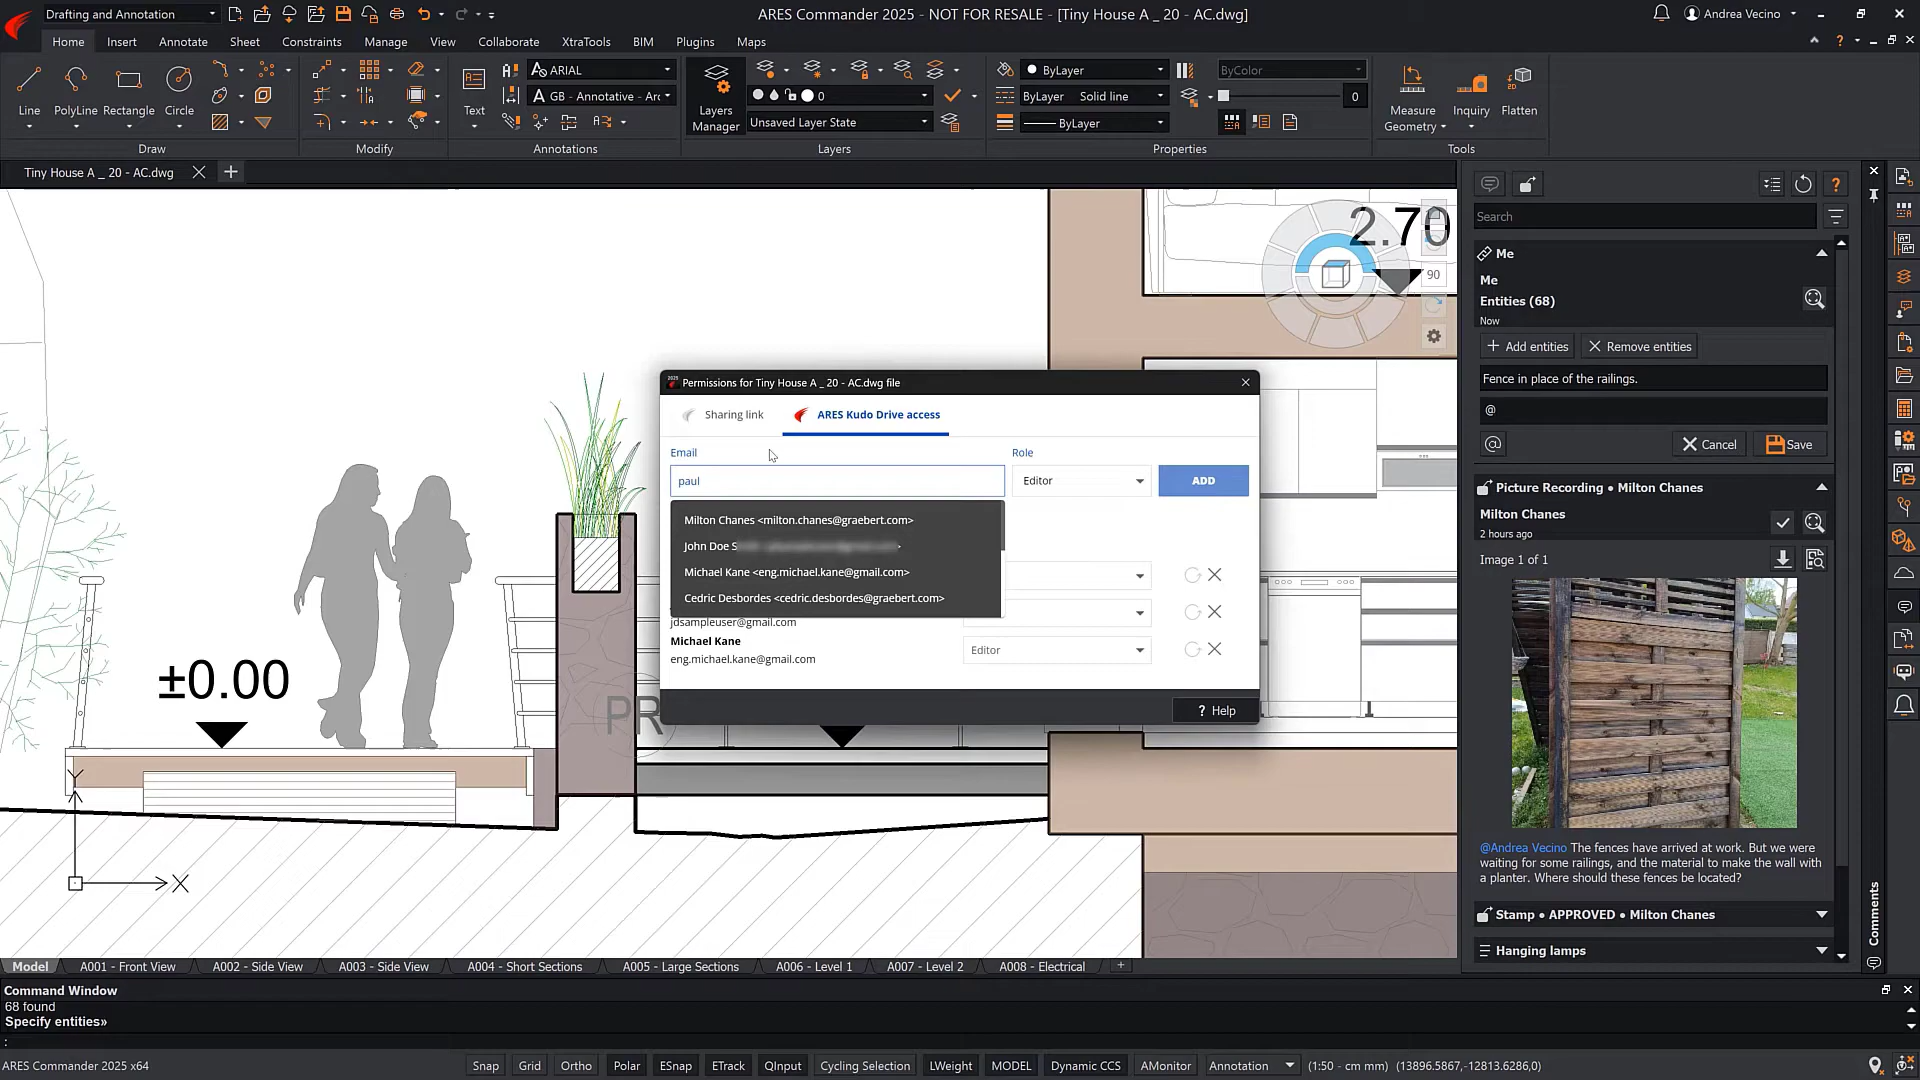 Drafting and Annotation
ARES Commander 2025 - NOT FOR RESALE - [Tiny House A _ 20 - AC.dwg]
Andrea Vecino
Home
Insert
Annotate
Sheet
Constraints
Manage
View
Collaborate
XtraTools
BIM
Plugins
Maps
Line
PolyLine
Rectangle
Circle
Draw
Modify
Text
ARIAL
GB - Annotative - Arc
Annotations
Layers
Manager
0
Unsaved Layer State
Layers
ByLayer
ByLayer Solid line
ByLayer
ByColor
0
Properties
Measure
Geometry
Inquiry
Flatten
Tools
Tiny House A _ 20 - AC.dwg
2.70
90
±0.00
PR
Y
X
Permissions for Tiny House A _ 20 - AC.dwg file
Sharing link
ARES Kudo Drive access
Email
Role
paul
Editor
ADD
Milton Chanes <milton.chanes@graebert.com>
John Doe S
Michael Kane <eng.michael.kane@gmail.com>
Cedric Desbordes <cedric.desbordes@graebert.com>
jdsampleuser@gmail.com
Michael Kane
eng.michael.kane@gmail.com
Editor
? Help
Search
Me
Me
Entities (68)
Now
Add entities
Remove entities
Fence in place of the railings.
@
Cancel
Save
Picture Recording • Milton Chanes
Milton Chanes
2 hours ago
Image 1 of 1
@Andrea Vecino The fences have arrived at work. But we were
waiting for some railings, and the material to make the wall with
a planter. Where should these fences be located?
Stamp • APPROVED • Milton Chanes
Hanging lamps
Comments
Model
A001 - Front View
A002 - Side View
A003 - Side View
A004 - Short Sections
A005 - Large Sections
A006 - Level 1
A007 - Level 2
A008 - Electrical
Command Window
68 found
Specify entities»
:
ARES Commander 2025 x64
Snap
Grid
Ortho
Polar
ESnap
ETrack
QInput
Cycling Selection
LWeight
MODEL
Dynamic CCS
AMonitor
Annotation
(1:50 - cm mm)
(13896.5867,-12813.6286,0)